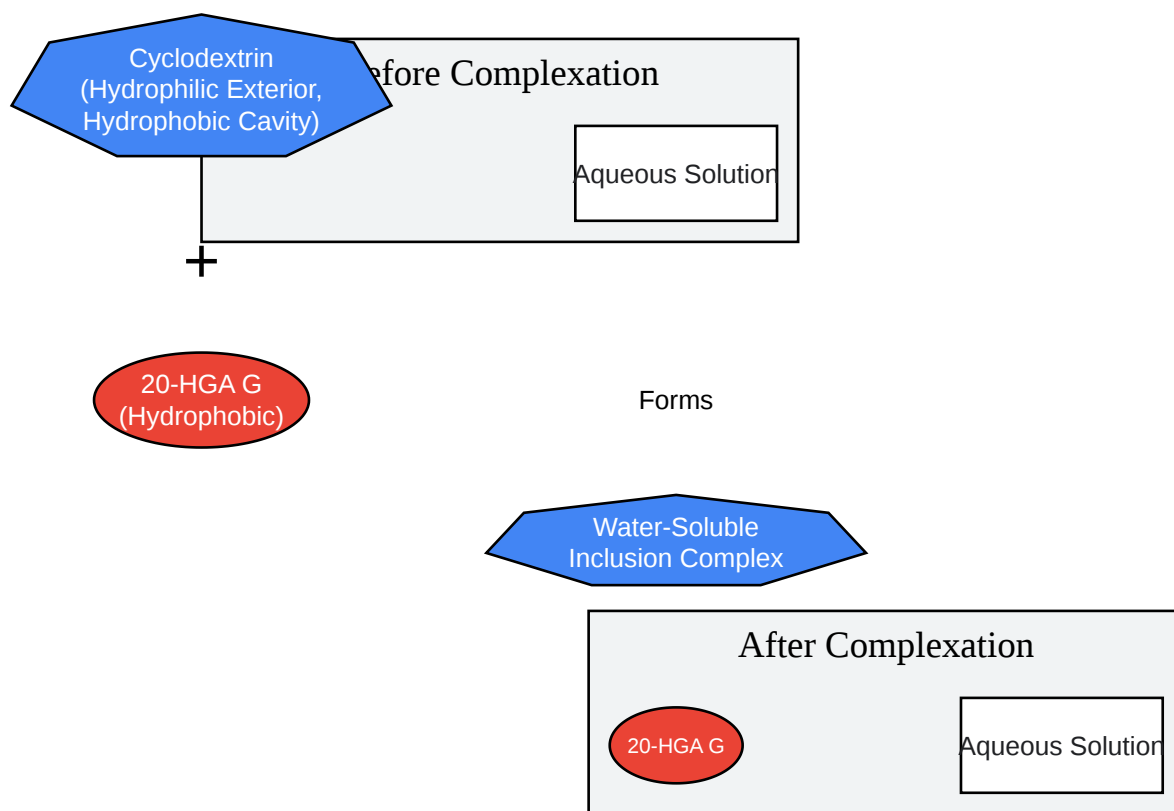 Cyclodextrin
(Hydrophilic Exterior,
Hydrophobic Cavity)
efore Complexation
Aqueous Solution
+
20-HGA G
(Hydrophobic)
Forms
Water-Soluble
Inclusion Complex
After Complexation
20-HGA G
Aqueous Solution